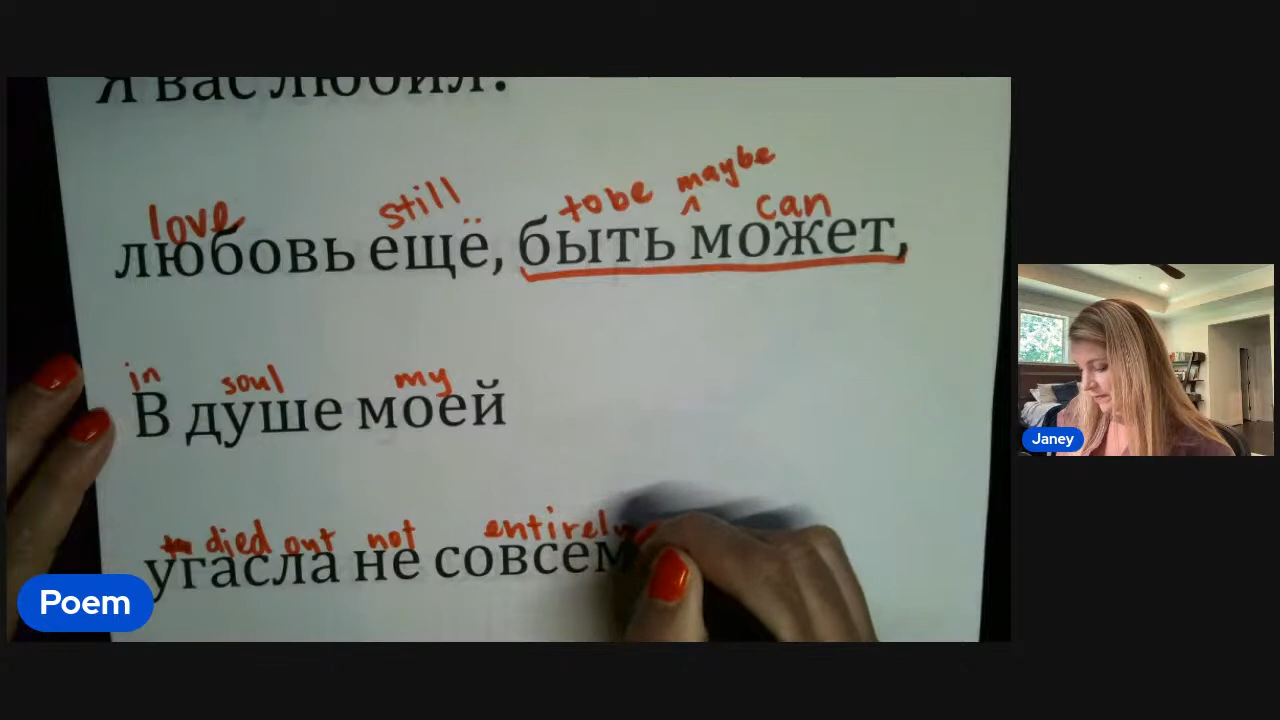 Я вас любил:
maybe
love still to be ^ can
любовь ещё, быть может,
in soul my
В душе моей
died out not entirely
угасла не совсем
Poem
Janey